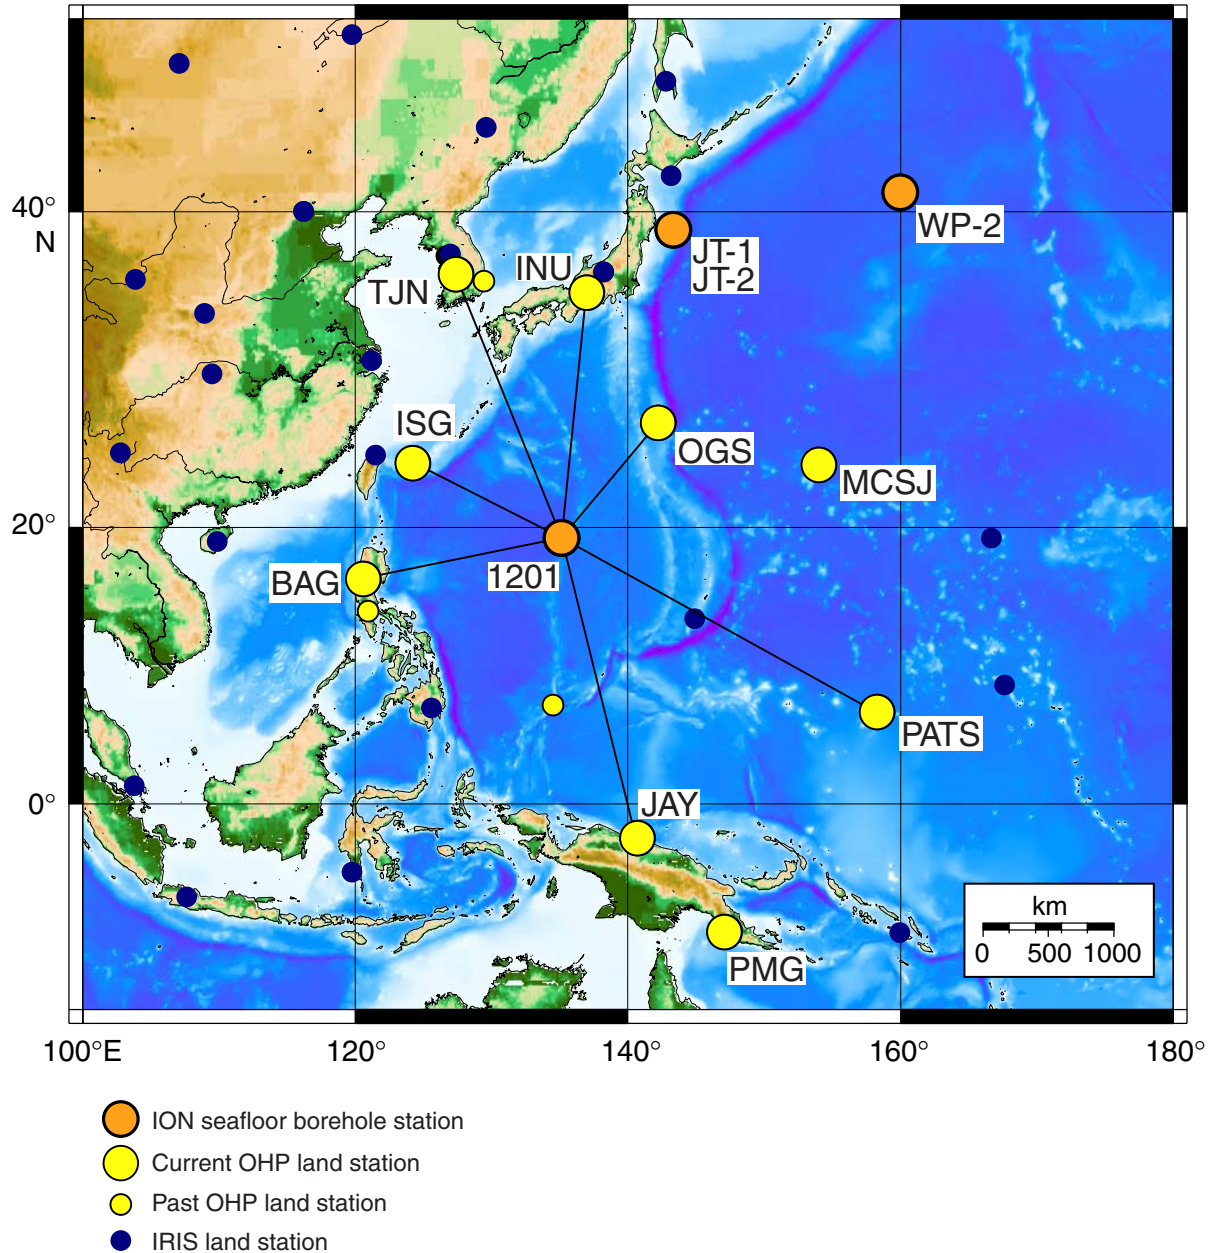 40°
N
WP-2
JT-1
JT-2
INU
TJN
ISG
OGS
MCSJ
20°
1201
BAG
PATS
JAY
0°
km
0 500 1000
PMG
100°E 120° 140° 160° 180°
ION seafloor borehole station
Current OHP land station
Past OHP land station
IRIS land station